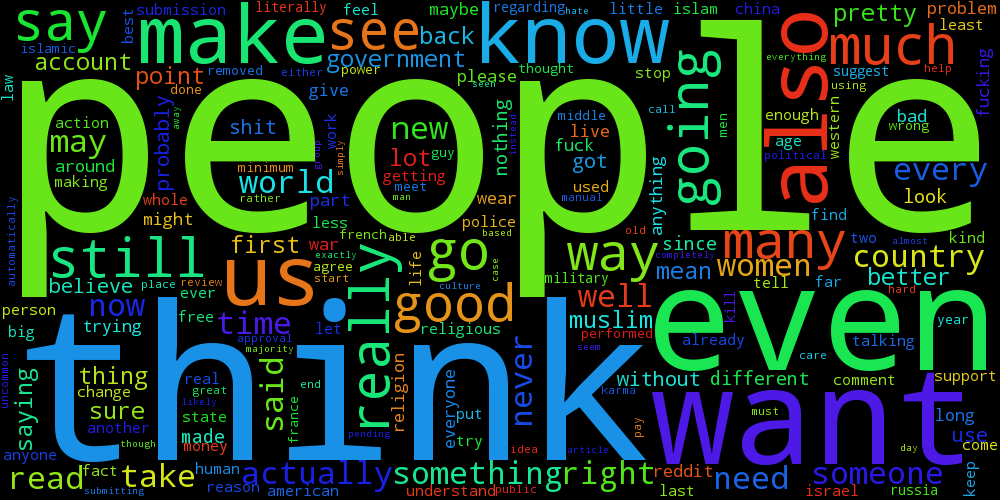 people
think
even
want
know
make
also
us
see
much
going
really
still
good
many
way
go
say
country
new
world
something
right
actually
someone
need
take
read
time
women
well
every
said
never
now
first
may
lot
back
government
account
point
pretty
better
muslim
thing
sure
believe
give
problem
submission
literally
feel
maybe
regarding
hate
little
islam
china
least
best
islamic
law
removed
either
power
please
seen
thought
stop
everything
suggest
help
using
fucking
done
away
probably
shit
work
group
simply
action
around
making
minimum
rather
middle
live
fuck
got
guy
getting
meet
man
used
manual
nothing
instead
call
men
enough
age
political
western
bad
wrong
look
find
anything
whole
might
part
wear
less
police
based
french
able
war
exactly
agree
start
life
case
culture
military
since
mean
old
completely
tell
far
two
almost
kind
hard
automatically
place
review
ever
free
let
religious
performed
kill
already
talking
year
care
person
big
trying
approval
majority
seem
karma
without
different
comment
support
uncommon
saying
change
another
though
anyone
real
great
likely
state
made
money
france
end
pending
religion
everyone
put
try
idea
article
pay
must
day
long
use
come
keep
fact
submitting
human
reason
american
understand
public
reddit
last
israel
russia